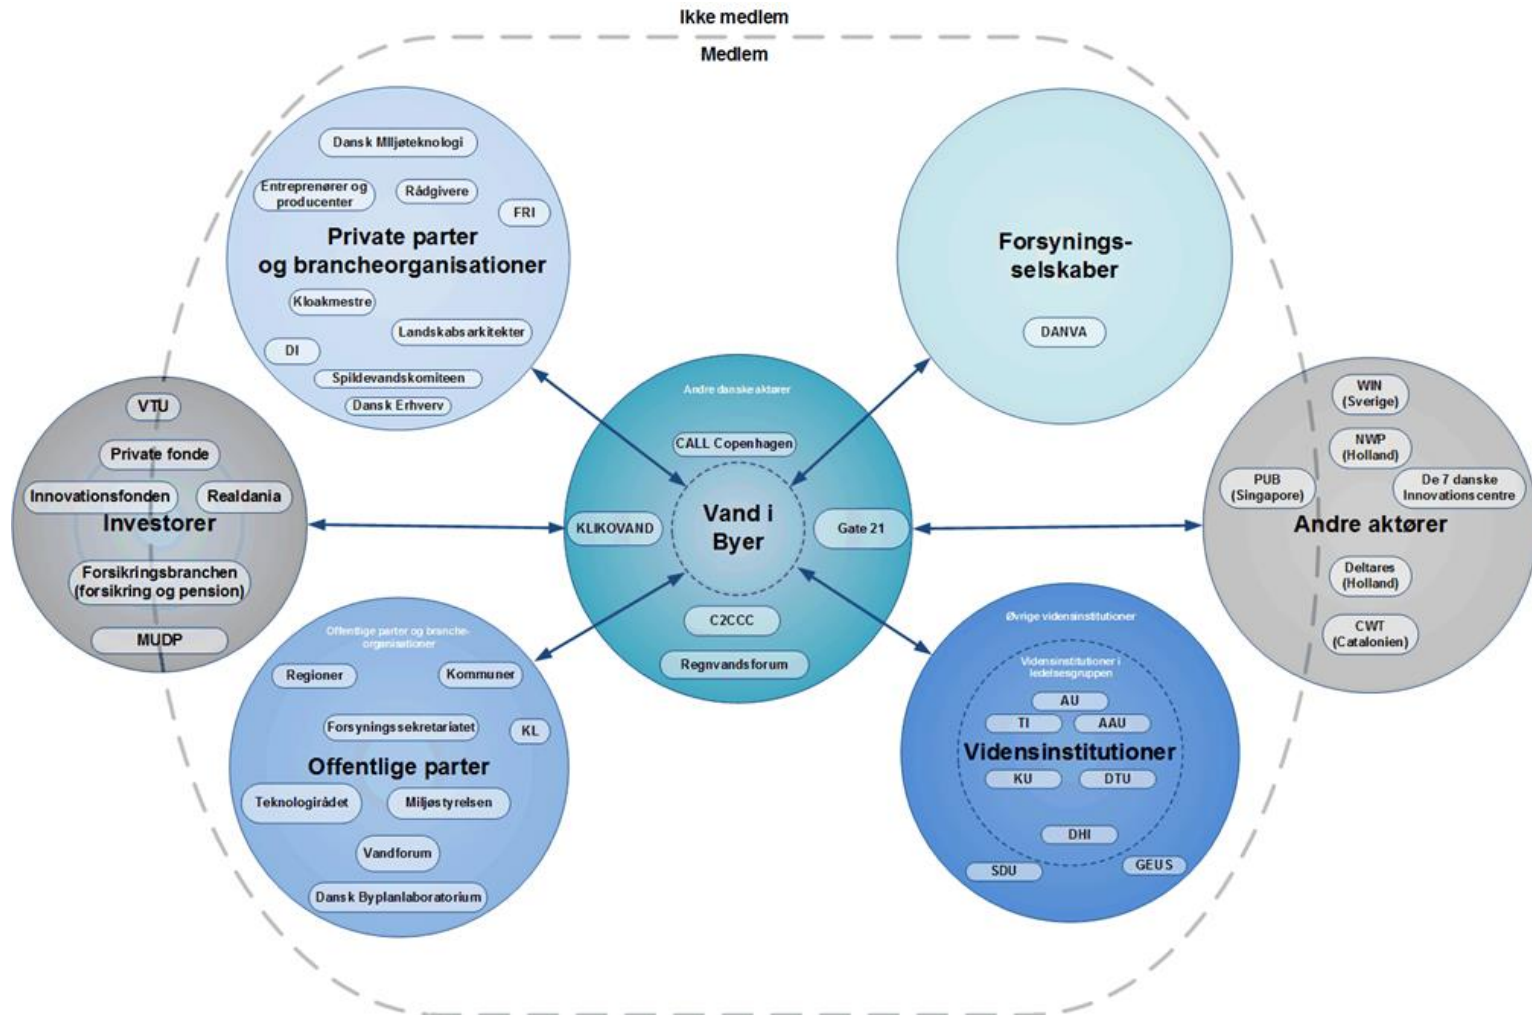 Ikke medlem
Medlem
Dansk MIljøteknologi
Entreprenører og
producenter
Rådgivere
FRI
Private parter
og brancheorganisationer
Kloakmestre
Landskabsarkitekter
DI
Spildevandskomiteen
Dansk Erhverv
Forsynings-
selskaber
DANVA
VTU
Private fonde
Innovationsfonden
Realdania
Investorer
Forsikringsbranchen
(forsikring og pension)
MUDP
Andre danske aktører
CALL Copenhagen
KLIKOVAND
Vand i
Byer
Gate 21
C2CCC
Regnvandsforum
WIN
(Sverige)
NWP
(Holland)
PUB
(Singapore)
De 7 danske
Innovationscentre
Andre aktører
Deltares
(Holland)
CWT
(Catalonien)
Offentlige parter og branche-
organisationer
Regioner
Kommuner
Forsyningssekretariatet
KL
Offentlige parter
Teknologirådet
Miljøstyrelsen
Vandforum
Dansk Byplanlaboratorium
Øvrige vidensinstitutioner
Vidensinstitutioner i
ledelsesgruppen
AU
TI
AAU
Vidensinstitutioner
KU
DTU
DHI
SDU
GEUS